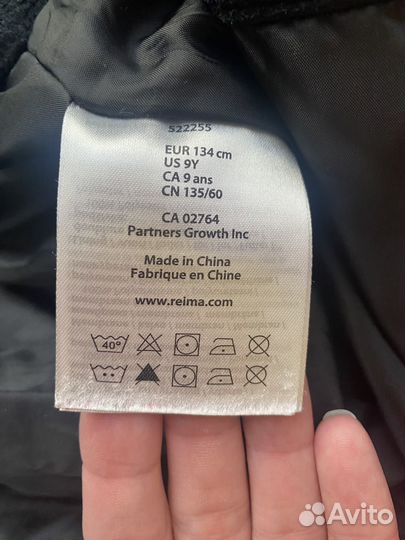 522255
EUR 134 cm
US 9Y
CA 9 ans
CN 135/60
CA 02764
Partners Growth Inc
Made in China
Fabrique en Chine
www.reima.com
40°
Avito